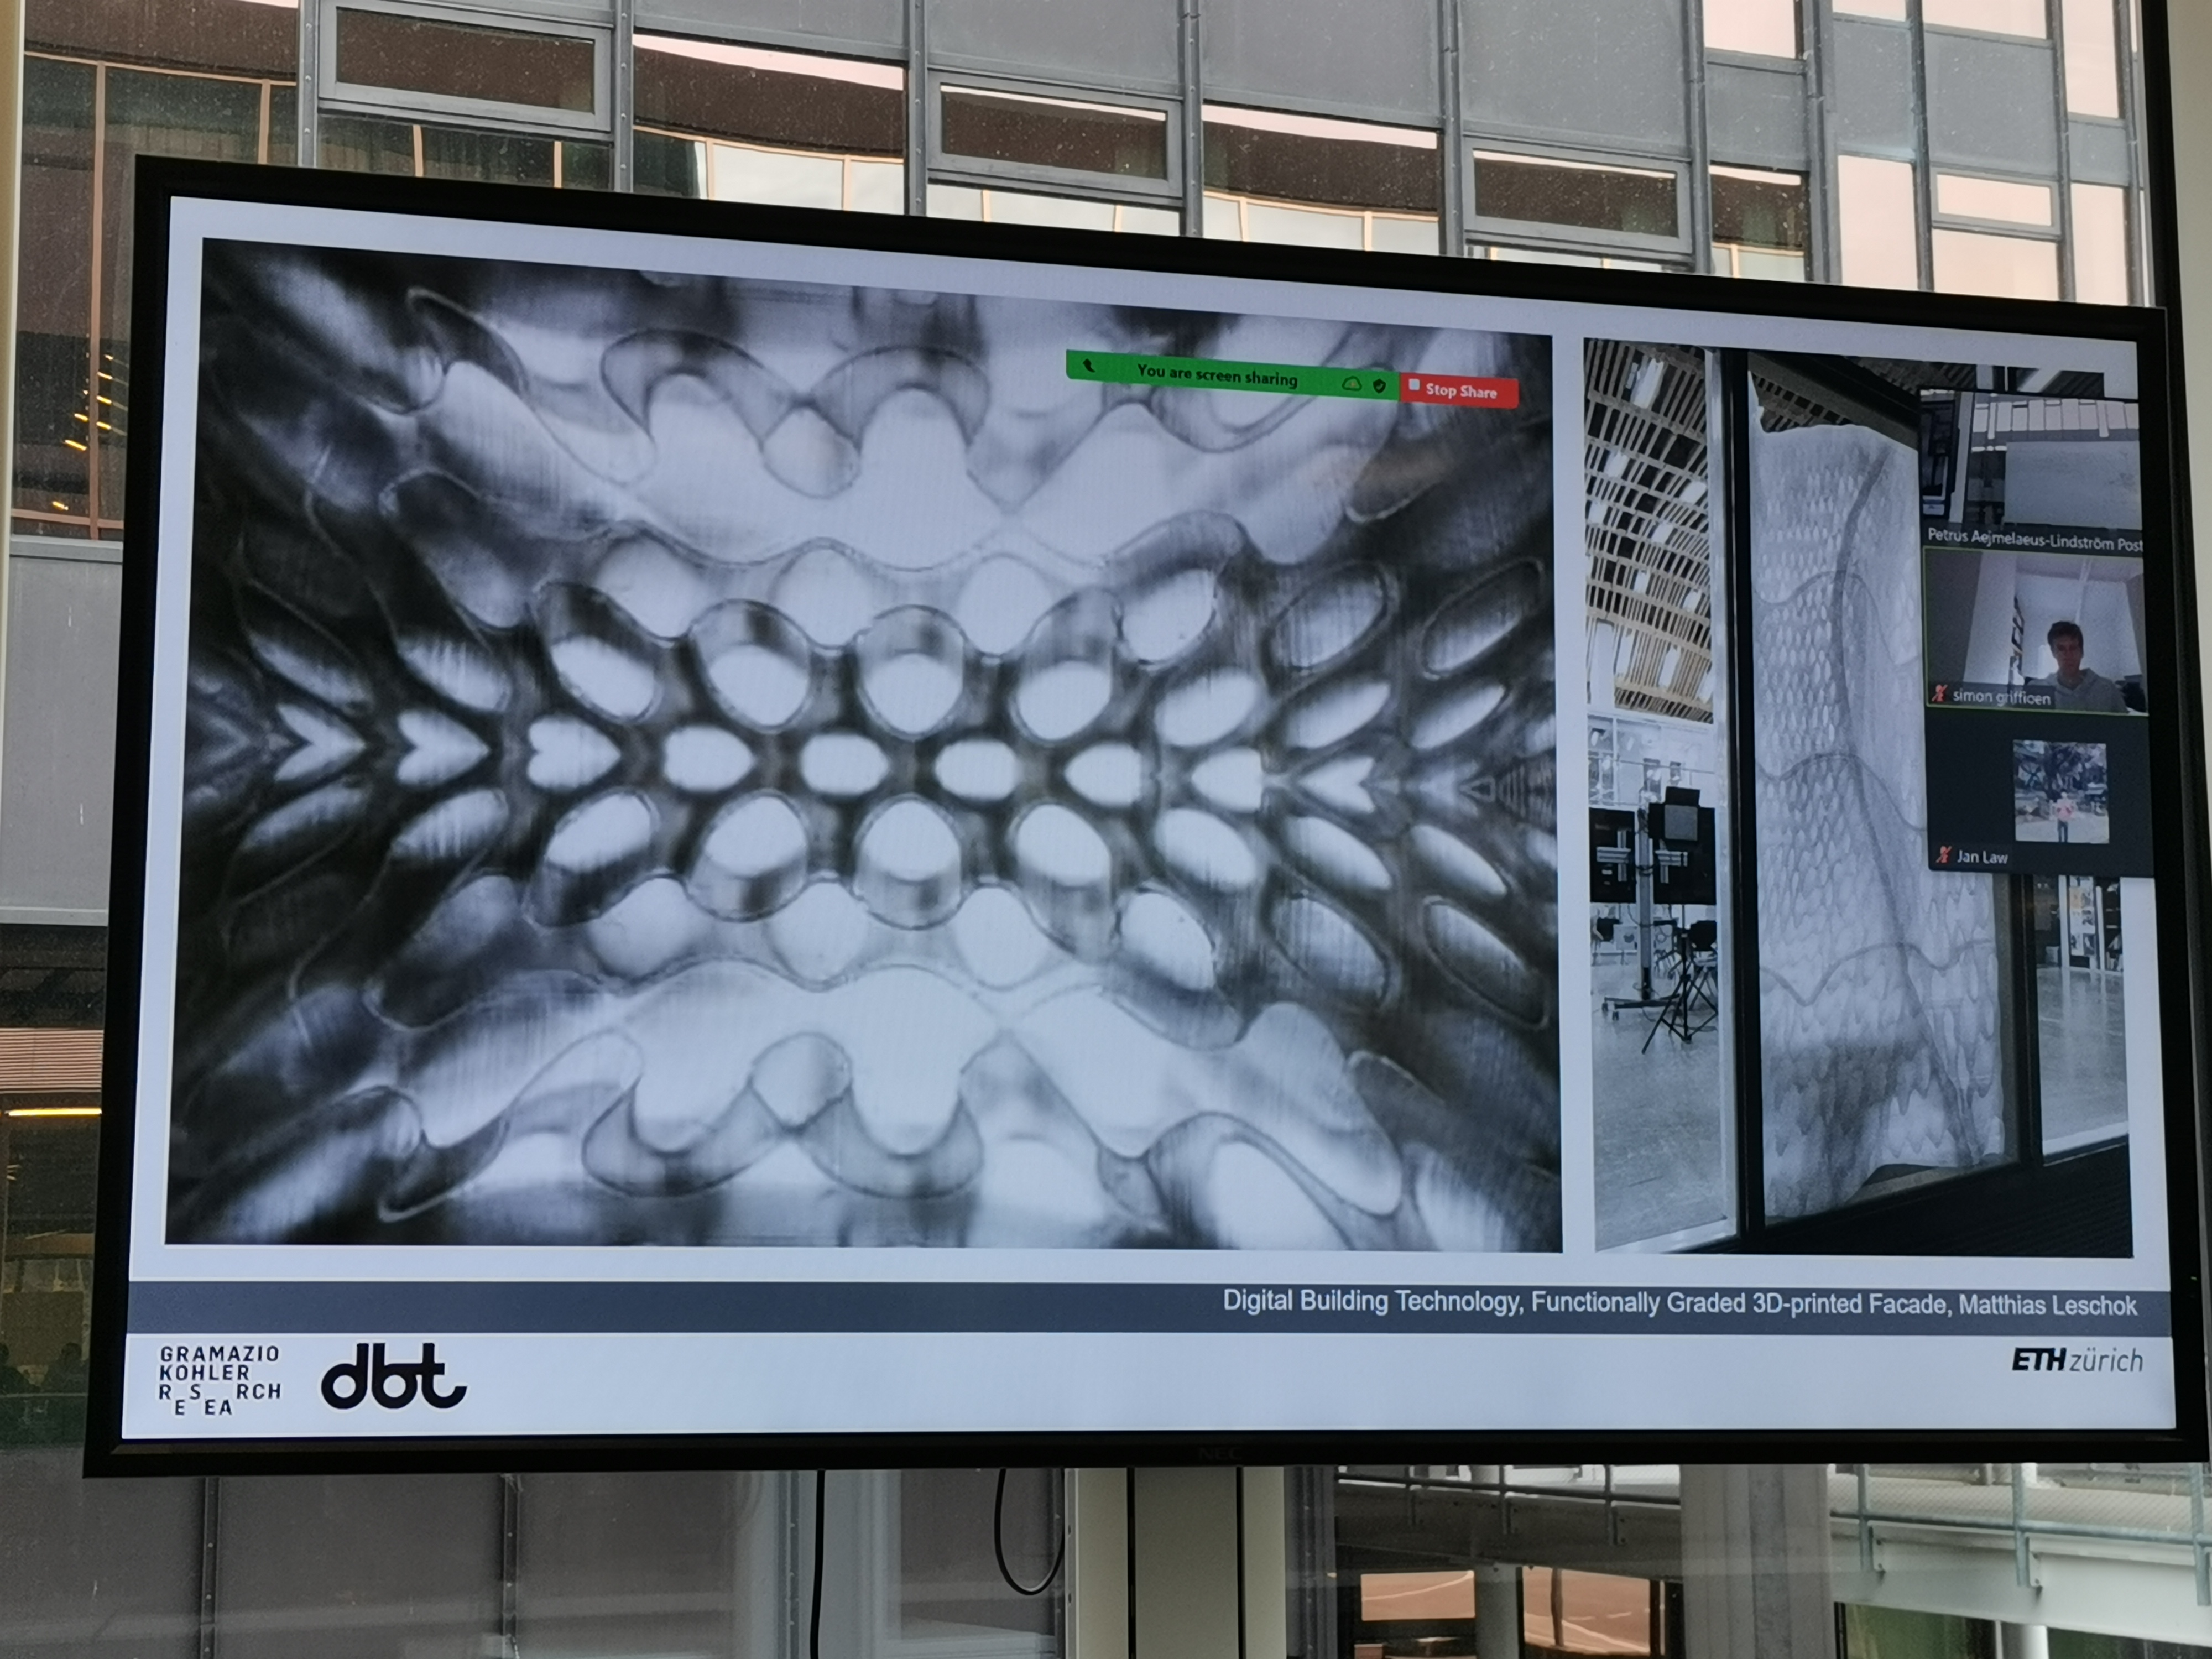 You are screen sharing
Stop Share
Petrus Aejmelaeus-Lindström Post
simon griffioen
Jan Law
Digital Building Technology, Functionally Graded 3D-printed Facade, Matthias Leschok
GRAMAZIO
KOHLER
RESEARCH
dbt
ETH zürich
NEC